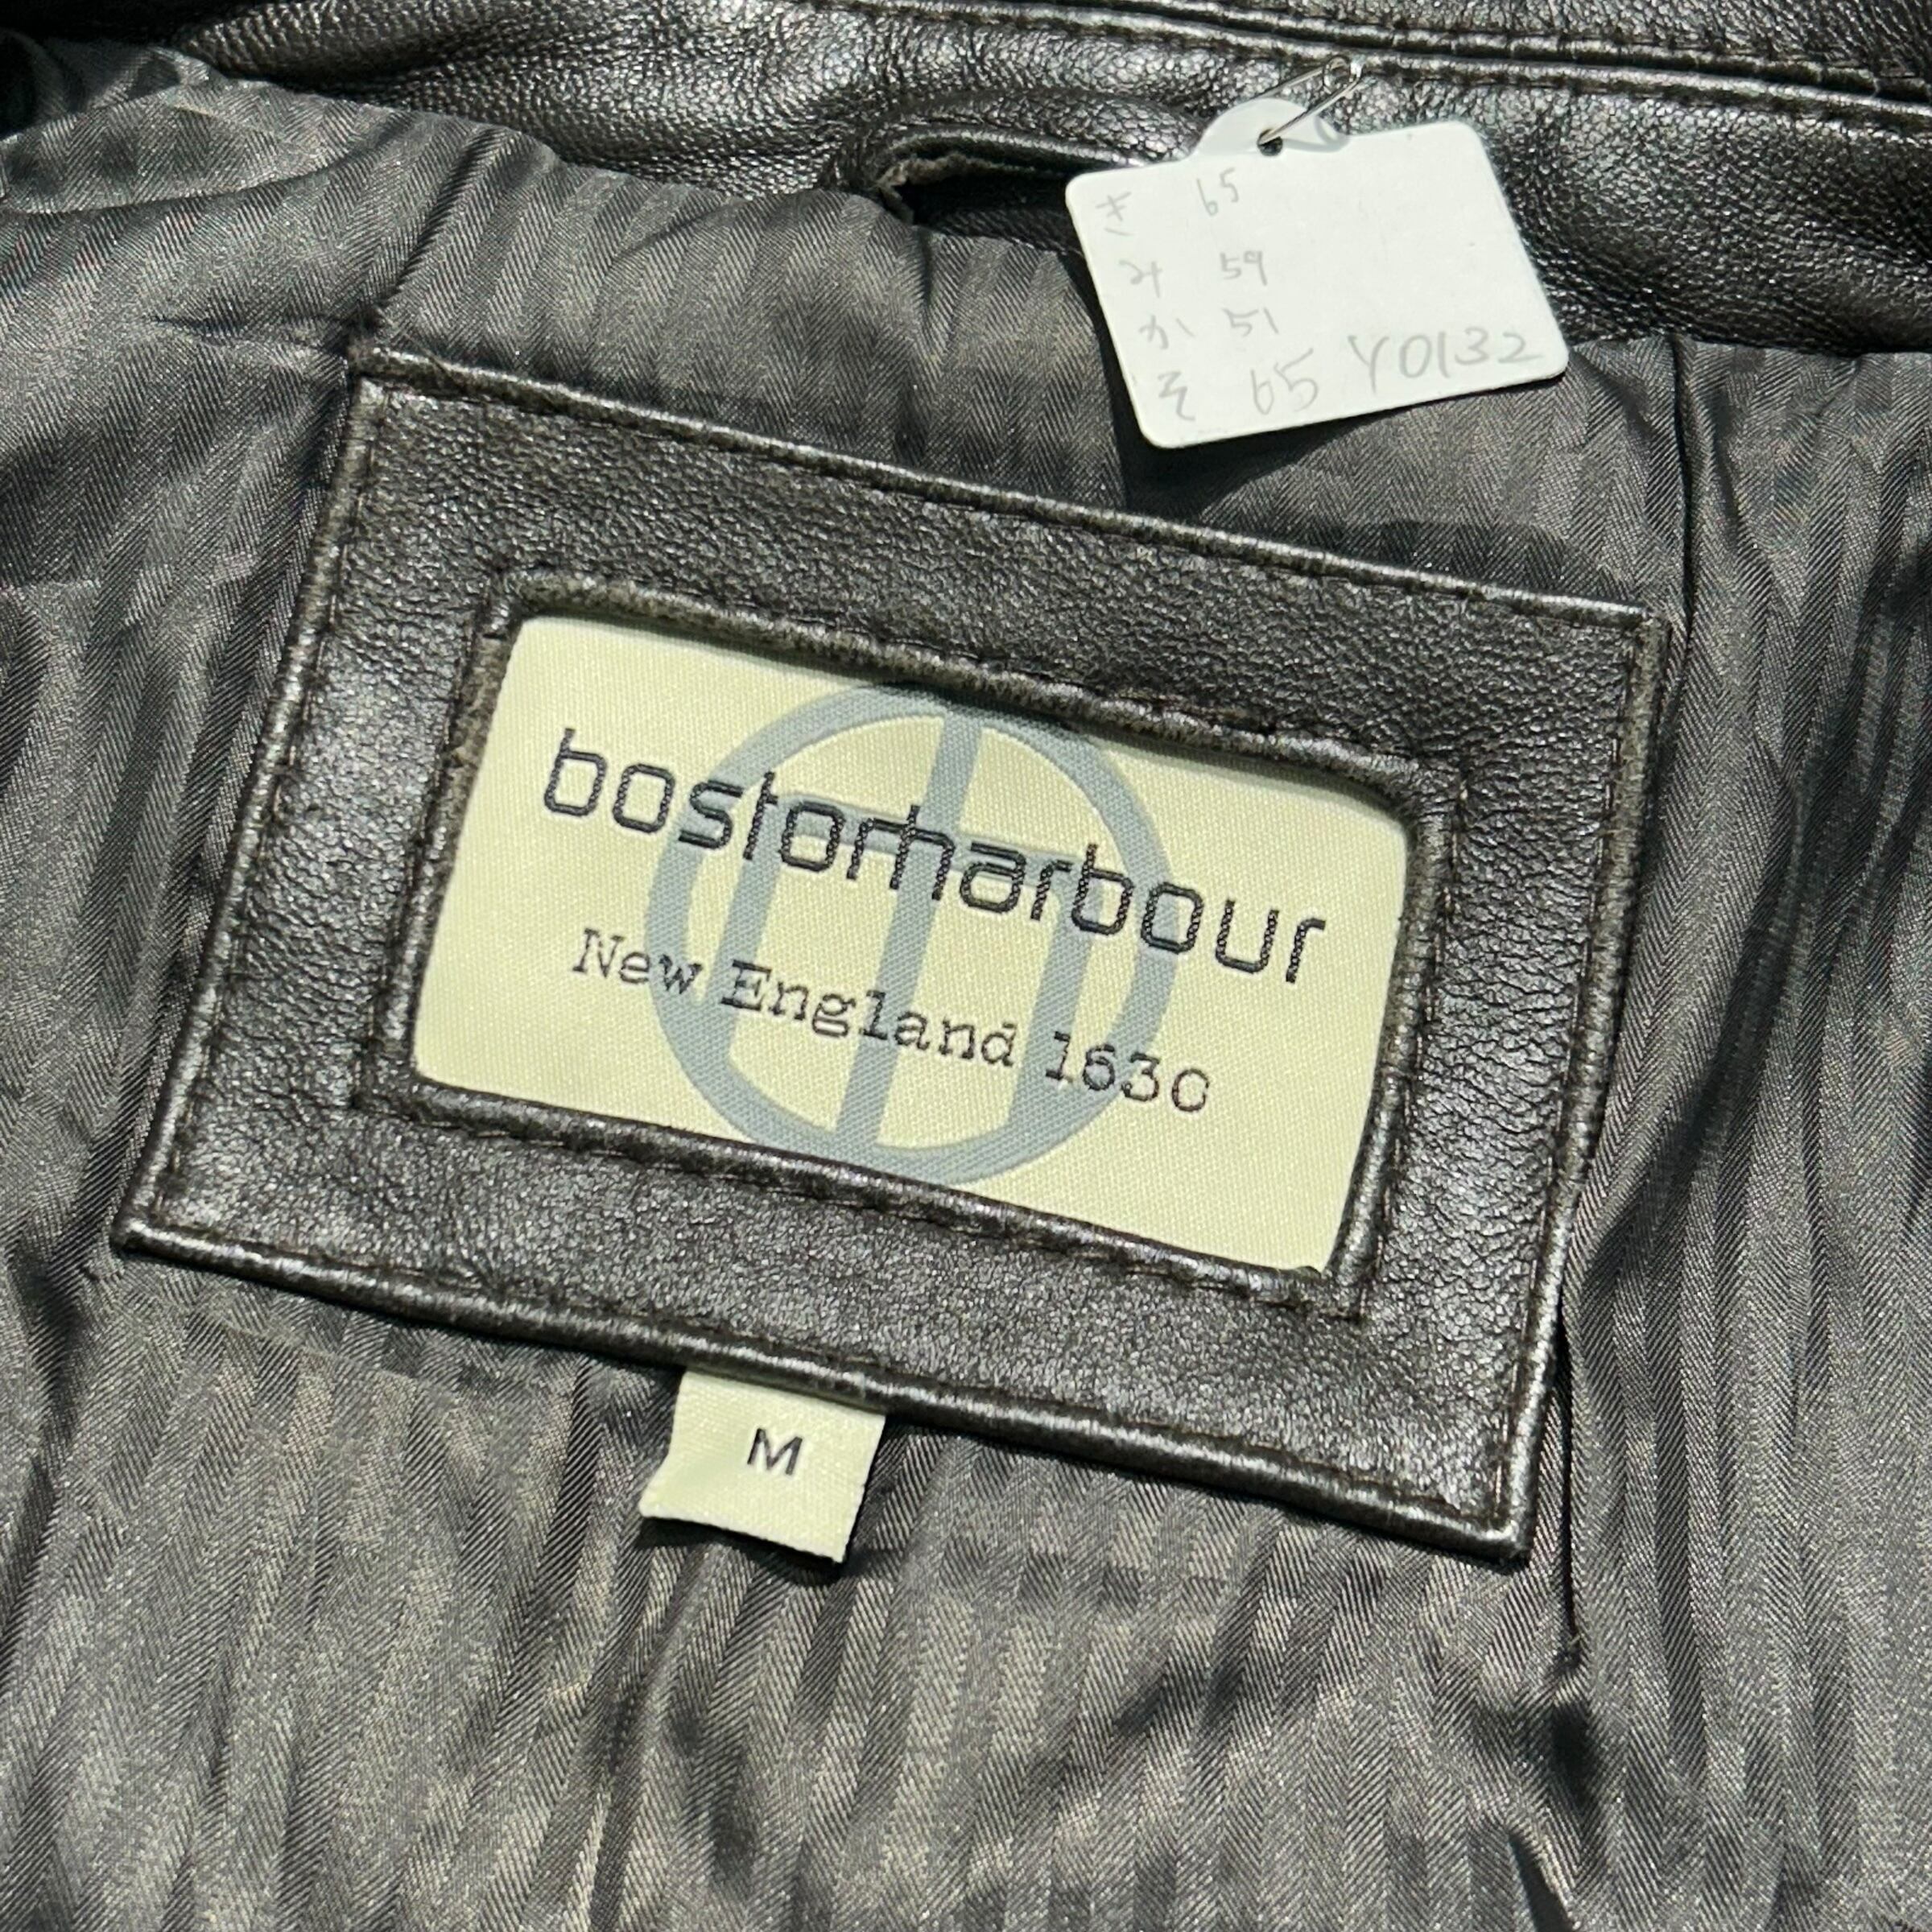 き 65
み 59
か 51
そ 65 Y0132
bostonharbour
New England 1630
M